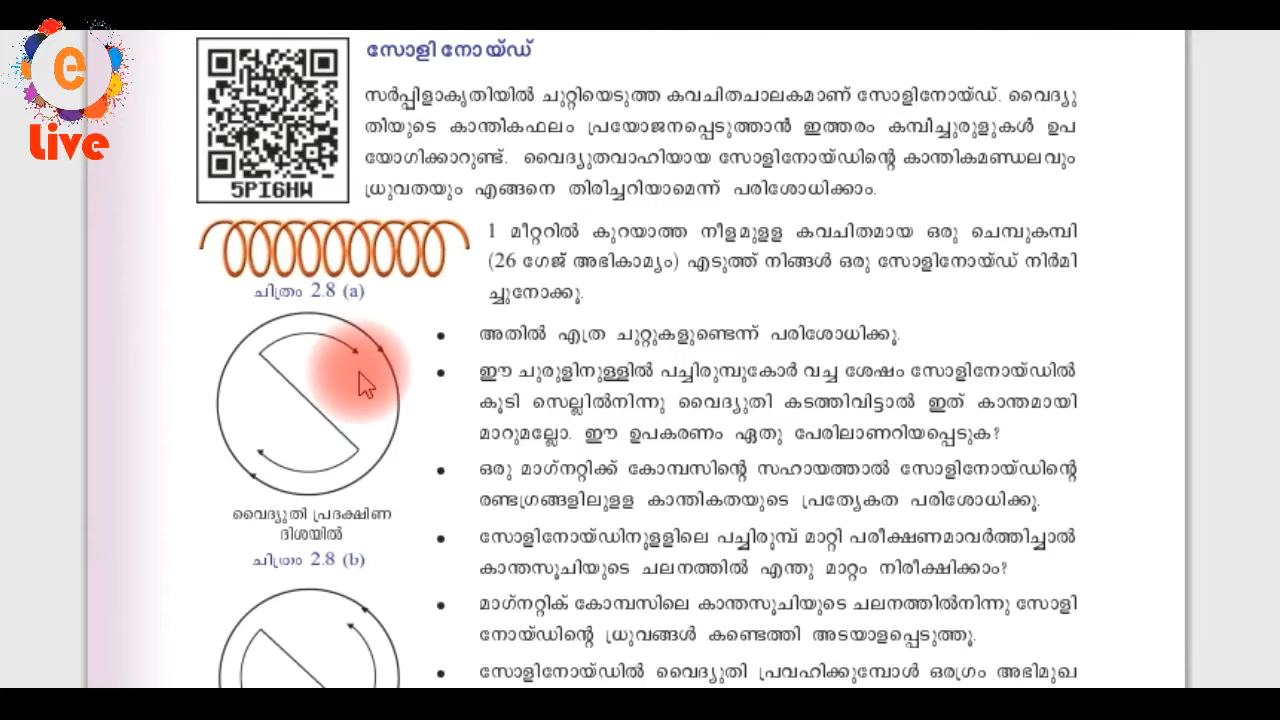 e
Live
5PI6HW
സോളിനോയ്ഡ്
സർപ്പിളാകൃതിയിൽ ചുറ്റിയെടുത്ത കവചിതചാലകമാണ് സോളിനോയ്ഡ്. വൈദ്യു
തിയുടെ കാന്തികഫലം പ്രയോജനപ്പെടുത്താൻ ഇത്തരം കമ്പിച്ചുരുളുകൾ ഉപ
യോഗിക്കാറുണ്ട്. വൈദ്യുതവാഹിയായ സോളിനോയ്ഡിന്റെ കാന്തികമണ്ഡലവും
ധ്രുവതയും എങ്ങനെ തിരിച്ചറിയാമെന്ന് പരിശോധിക്കാം.
1 മീറ്ററിൽ കുറയാത്ത നീളമുള്ള കവചിതമായ ഒരു ചെമ്പുകമ്പി
(26 ഗേജ് അഭികാമ്യം) എടുത്ത് നിങ്ങൾ ഒരു സോളിനോയ്ഡ് നിർമി
ച്ചുനോക്കൂ.
ചിത്രം 2.8 (a)
• അതിൽ എത്ര ചുറ്റുകളുണ്ടെന്ന് പരിശോധിക്കൂ.
• ഈ ചുരുളിനുള്ളിൽ പച്ചിരുമ്പുകോർ വച്ച ശേഷം സോളിനോയ്ഡിൽ
കൂടി സെല്ലിൽനിന്നു വൈദ്യുതി കടത്തിവിട്ടാൽ ഇത് കാന്തമായി
മാറുമല്ലോ. ഈ ഉപകരണം ഏതു പേരിലാണറിയപ്പെടുക?
• ഒരു മാഗ്നറ്റിക്ക് കോമ്പസിന്റെ സഹായത്താൽ സോളിനോയ്ഡിന്റെ
രണ്ടഗ്രങ്ങളിലുള്ള കാന്തികതയുടെ പ്രത്യേകത പരിശോധിക്കൂ.
വൈദ്യുതി പ്രദക്ഷിണ
ദിശയിൽ
ചിത്രം 2.8 (b)
• സോളിനോയ്ഡിനുള്ളിലെ പച്ചിരുമ്പ് മാറ്റി പരീക്ഷണമാവർത്തിച്ചാൽ
കാന്തസൂചിയുടെ ചലനത്തിൽ എന്തു മാറ്റം നിരീക്ഷിക്കാം?
• മാഗ്നറ്റിക് കോമ്പസിലെ കാന്തസൂചിയുടെ ചലനത്തിൽനിന്നു സോളി
നോയ്ഡിന്റെ ധ്രുവങ്ങൾ കണ്ടെത്തി അടയാളപ്പെടുത്തൂ.
• സോളിനോയ്ഡിൽ വൈദ്യുതി പ്രവഹിക്കുമ്പോൾ ഒരഗ്രം അഭിമുഖ